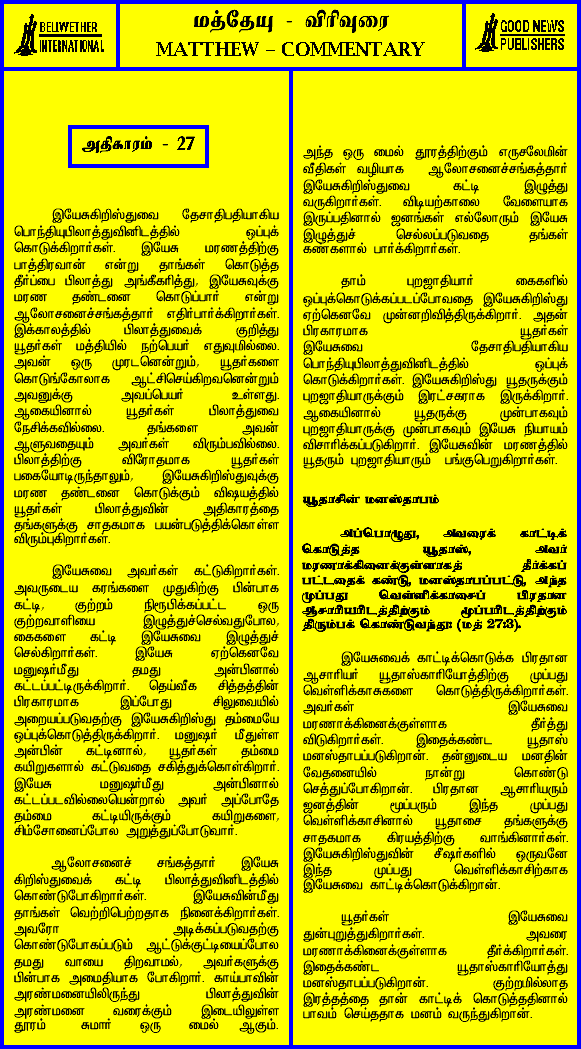 BELIWETHER
INTERNATIONAL
மத்தேயு - விரிவுரை
MATTHEW – COMMENTARY
GOOD NEWS
PUBLISHERS
அதிகாரம் - 27
இயேசுகிறிஸ்துவை தேசாதிபதியாகிய
பொந்தியுபிலாத்துவினிடத்தில் ஒப்புக்
கொடுக்கிறார்கள். இயேசு மரணத்திற்கு
பாத்திரவான் என்று தாங்கள் கொடுத்த
தீர்ப்பை பிலாத்து அங்கீகரித்து, இயேசுவுக்கு
மரண தண்டனை கொடுப்பார் என்று
ஆலோசனைச்சங்கத்தார் எதிர்பார்க்கிறார்கள்.
இக்காலத்தில் பிலாத்துவைக் குறித்து
யூதர்கள் மத்தியில் நற்பெயர் எதுவுமில்லை.
அவன் ஒரு முரடனென்றும், யூதர்களை
கொடுங்கோலாக ஆட்சிசெய்கிறவனென்றும்
அவனுக்கு அவப்பெயர் உள்ளது.
ஆகையினால் யூதர்கள் பிலாத்துவை
நேசிக்கவில்லை. தங்களை அவன்
ஆளுவதையும் அவர்கள் விரும்பவில்லை.
பிலாத்திற்கு விரோதமாக யூதர்கள்
பகையோடிருந்தாலும், இயேசுகிறிஸ்துவுக்கு
மரண தண்டனை கொடுக்கும் விஷயத்தில்
யூதர்கள் பிலாத்துவின் அதிகாரத்தை
தங்களுக்கு சாதகமாக பயன்படுத்திக்கொள்ள
விரும்புகிறார்கள்.
இயேசுவை அவர்கள் கட்டுகிறார்கள்.
அவருடைய கரங்களை முதுகிற்கு பின்பாக
கட்டி, குற்றம் நிரூபிக்கப்பட்ட ஒரு
குற்றவாளியை இழுத்துச்செல்வதுபோல,
கைகளை கட்டி இயேசுவை இழுத்துச்
செல்கிறார்கள். இயேசு ஏற்கெனவே
மனுஷர்மீது தமது அன்பினால்
கட்டப்பட்டிருக்கிறார். தெய்வீக சித்தத்தின்
பிரகாரமாக இப்போது சிலுவையில்
அறையப்படுவதற்கு இயேசுகிறிஸ்து தம்மையே
ஒப்புக்கொடுத்திருக்கிறார். மனுஷர் மீதுள்ள
அன்பின் கட்டினால், யூதர்கள் தம்மை
கயிறுகளால் கட்டுவதை சகித்துக்கொள்கிறார்.
இயேசு மனுஷர்மீது அன்பினால்
கட்டப்படவில்லையென்றால் அவர் அப்போதே
தம்மை கட்டியிருக்கும் கயிறுகளை,
சிம்சோனைப்போல அறுத்துப்போடுவார்.
ஆலோசனைச் சங்கத்தார் இயேசு
கிறிஸ்துவைக் கட்டி பிலாத்துவினிடத்தில்
கொண்டுபோகிறார்கள். இயேசுவின்மீது
தாங்கள் வெற்றிபெற்றதாக நினைக்கிறார்கள்.
அவரோ அடிக்கப்படுவதற்கு
கொண்டுபோகப்படும் ஆட்டுக்குட்டியைப்போல
தமது வாயை திறவாமல், அவர்களுக்கு
பின்பாக அமைதியாக போகிறார். காய்பாவின்
அரண்மனையிலிருந்து பிலாத்துவின்
அரண்மனை வரைக்கும் இடையிலுள்ள
தூரம் சுமார் ஒரு மைல் ஆகும்.
அந்த ஒரு மைல் தூரத்திற்கும் எருசலேமின்
வீதிகள் வழியாக ஆலோசனைச்சங்கத்தார்
இயேசுகிறிஸ்துவை கட்டி இழுத்து
வருகிறார்கள். விடியற்காலை வேளையாக
இருப்பதினால் ஜனங்கள் எல்லோரும் இயேசு
இழுத்துச் செல்லப்படுவதை தங்கள்
கண்களால் பார்க்கிறார்கள்.
தாம் புறஜாதியார் கைகளில்
ஒப்புக்கொடுக்கப்படப்போவதை இயேசுகிறிஸ்து
ஏற்கெனவே முன்னறிவித்திருக்கிறார். அதன்
பிரகாரமாக யூதர்கள்
இயேசுவை தேசாதிபதியாகிய
பொந்தியுபிலாத்துவினிடத்தில் ஒப்புக்
கொடுக்கிறார்கள். இயேசுகிறிஸ்து யூதருக்கும்
புறஜாதியாருக்கும் இரட்சகராக இருக்கிறார்.
ஆகையினால் யூதருக்கு முன்பாகவும்
புறஜாதியாருக்கு முன்பாகவும் இயேசு நியாயம்
விசாரிக்கப்படுகிறார். இயேசுவின் மரணத்தில்
யூதரும் புறஜாதியாரும் பங்குபெறுகிறார்கள்.
யூதாசின் மனஸ்தாபம்
அப்பொழுது, அவரைக் காட்டிக்
கொடுத்த யூதாஸ், அவர்
மரணாக்கினைக்குள்ளாகத் தீர்க்கப்
பட்டதைக் கண்டு, மனஸ்தாபப்பட்டு, அந்த
முப்பது வெள்ளிக்காசைப் பிரதான
ஆசாரியரிடத்திற்கும் மூப்பரிடத்திற்கும்
திரும்பக் கொண்டுவந்து: (மத் 27:3).
இயேசுவைக் காட்டிக்கொடுக்க பிரதான
ஆசாரியர் யூதாஸ்காரியோத்திற்கு முப்பது
வெள்ளிக்காசுகளை கொடுத்திருக்கிறார்கள்.
அவர்கள் இயேசுவை
மரணாக்கினைக்குள்ளாக தீர்த்து
விடுகிறார்கள். இதைக்கண்ட யூதாஸ்
மனஸ்தாபப்படுகிறான். தன்னுடைய மனதின்
வேதனையில் நான்று கொண்டு
செத்துப்போகிறான். பிரதான ஆசாரியரும்
ஜனத்தின் மூப்பரும் இந்த முப்பது
வெள்ளிக்காசினால் யூதாசை தங்களுக்கு
சாதகமாக கிரயத்திற்கு வாங்கினார்கள்.
இயேசுகிறிஸ்துவின் சீஷர்களில் ஒருவனே
இந்த முப்பது வெள்ளிக்காசிற்காக
இயேசுவை காட்டிக்கொடுக்கிறான்.
யூதர்கள் இயேசுவை
துன்புறுத்துகிறார்கள். அவரை
மரணாக்கினைக்குள்ளாக தீர்க்கிறார்கள்.
இதைக்கண்ட யூதாஸ்காரியோத்து
மனஸ்தாபப்படுகிறான். குற்றமில்லாத
இரத்தத்தை தான் காட்டிக் கொடுத்ததினால்
பாவம் செய்ததாக மனம் வருந்துகிறான்.